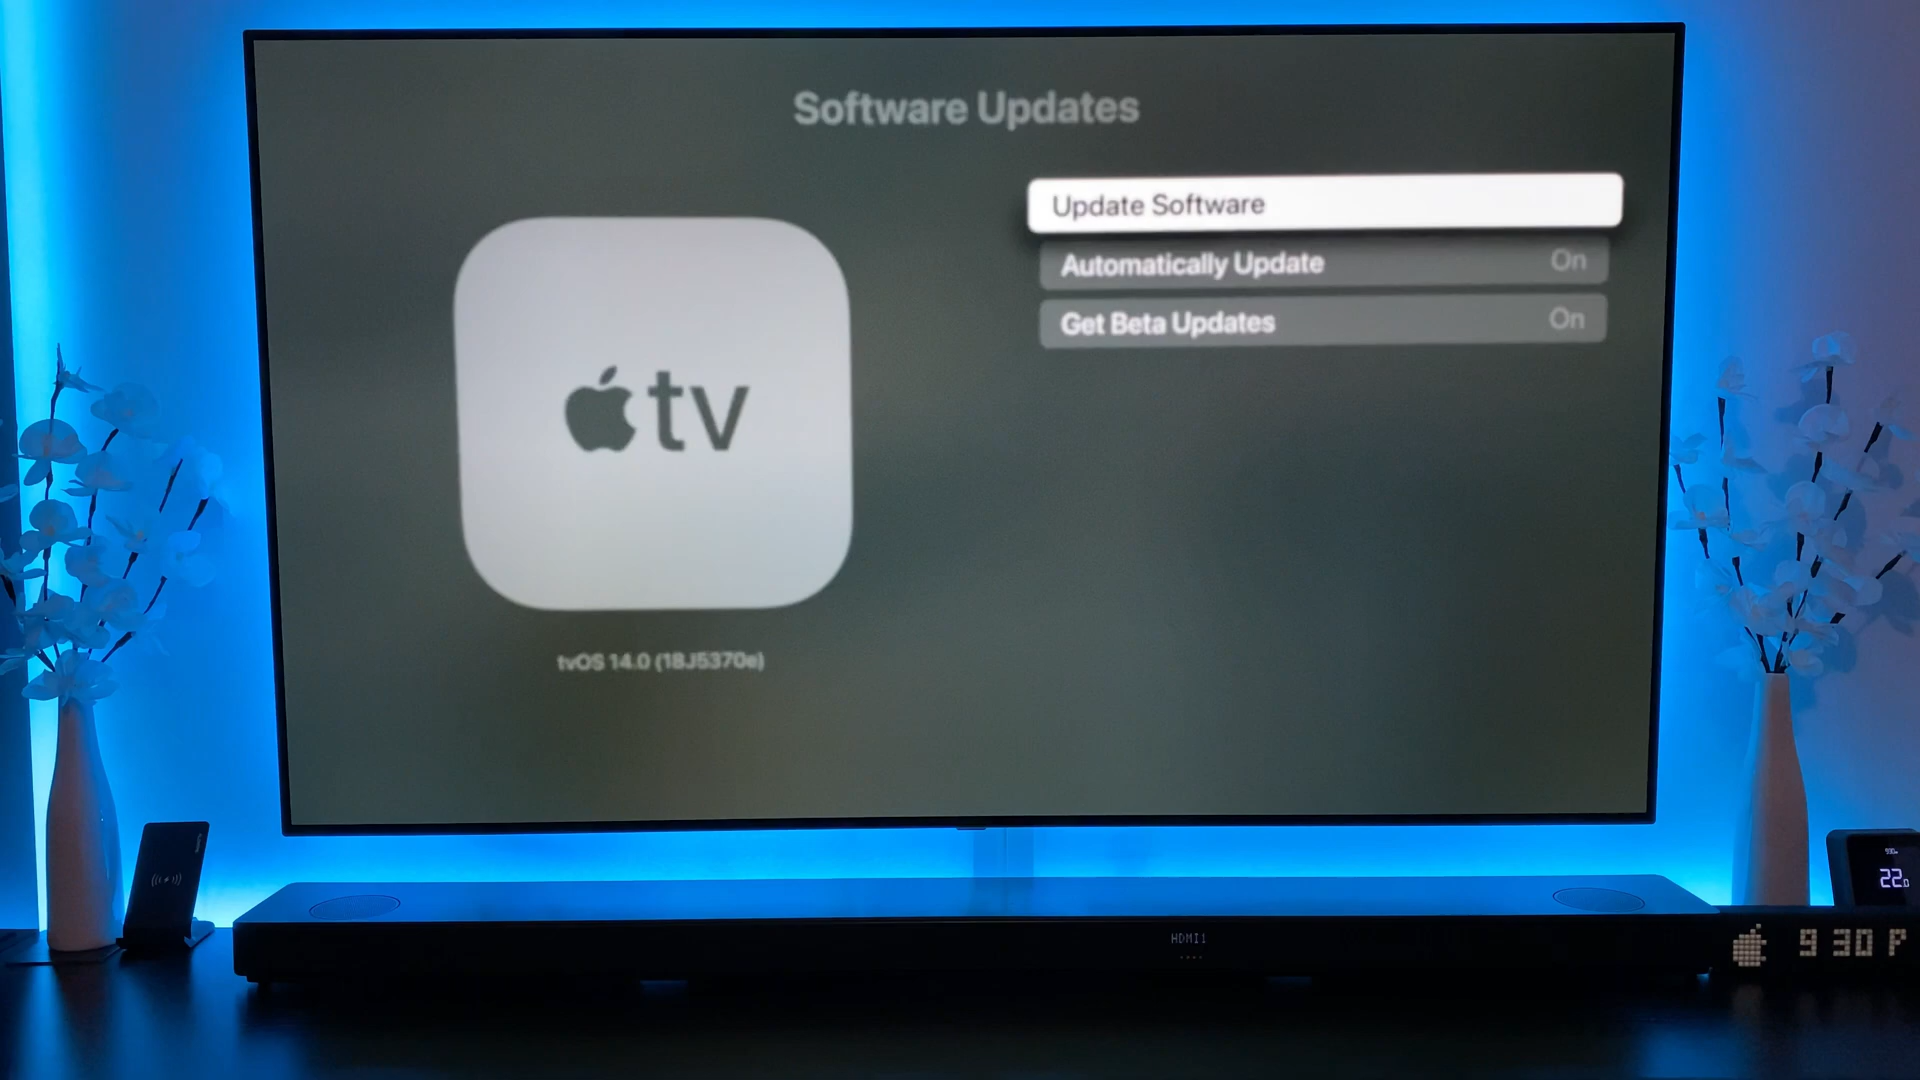 Software Updates
Update Software
Automatically Update On
Get Beta Updates On
tv
tvOS 14.0 (18J5370e)
HDMI1
22.0
9 30 P